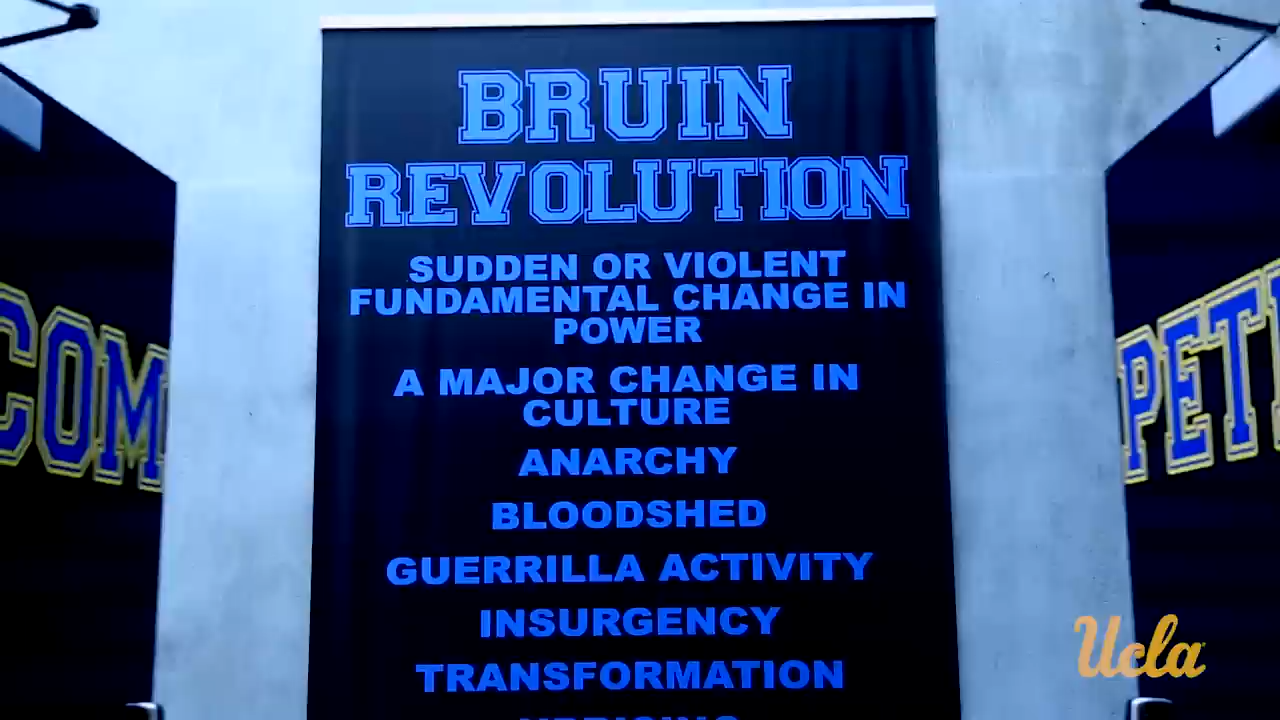 BRUIN
REVOLUTION
SUDDEN OR VIOLENT
FUNDAMENTAL CHANGE IN
POWER
A MAJOR CHANGE IN
CULTURE
ANARCHY
BLOODSHED
GUERRILLA ACTIVITY
INSURGENCY
TRANSFORMATION
UPRISING
COM
PET
Ucla